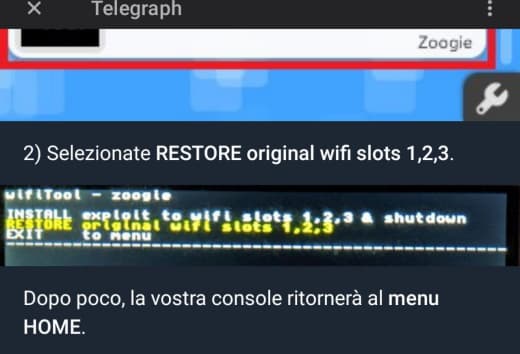 Telegraph
Zoogie
2) Selezionate RESTORE original wifi slots 1,2,3.
wifiTool - zoogie
INSTALL exploit to wifi slots 1,2,3 & shutdown
RESTORE original wifi slots 1,2,3
EXIT to menu
Dopo poco, la vostra console ritornerà al menu
HOME.